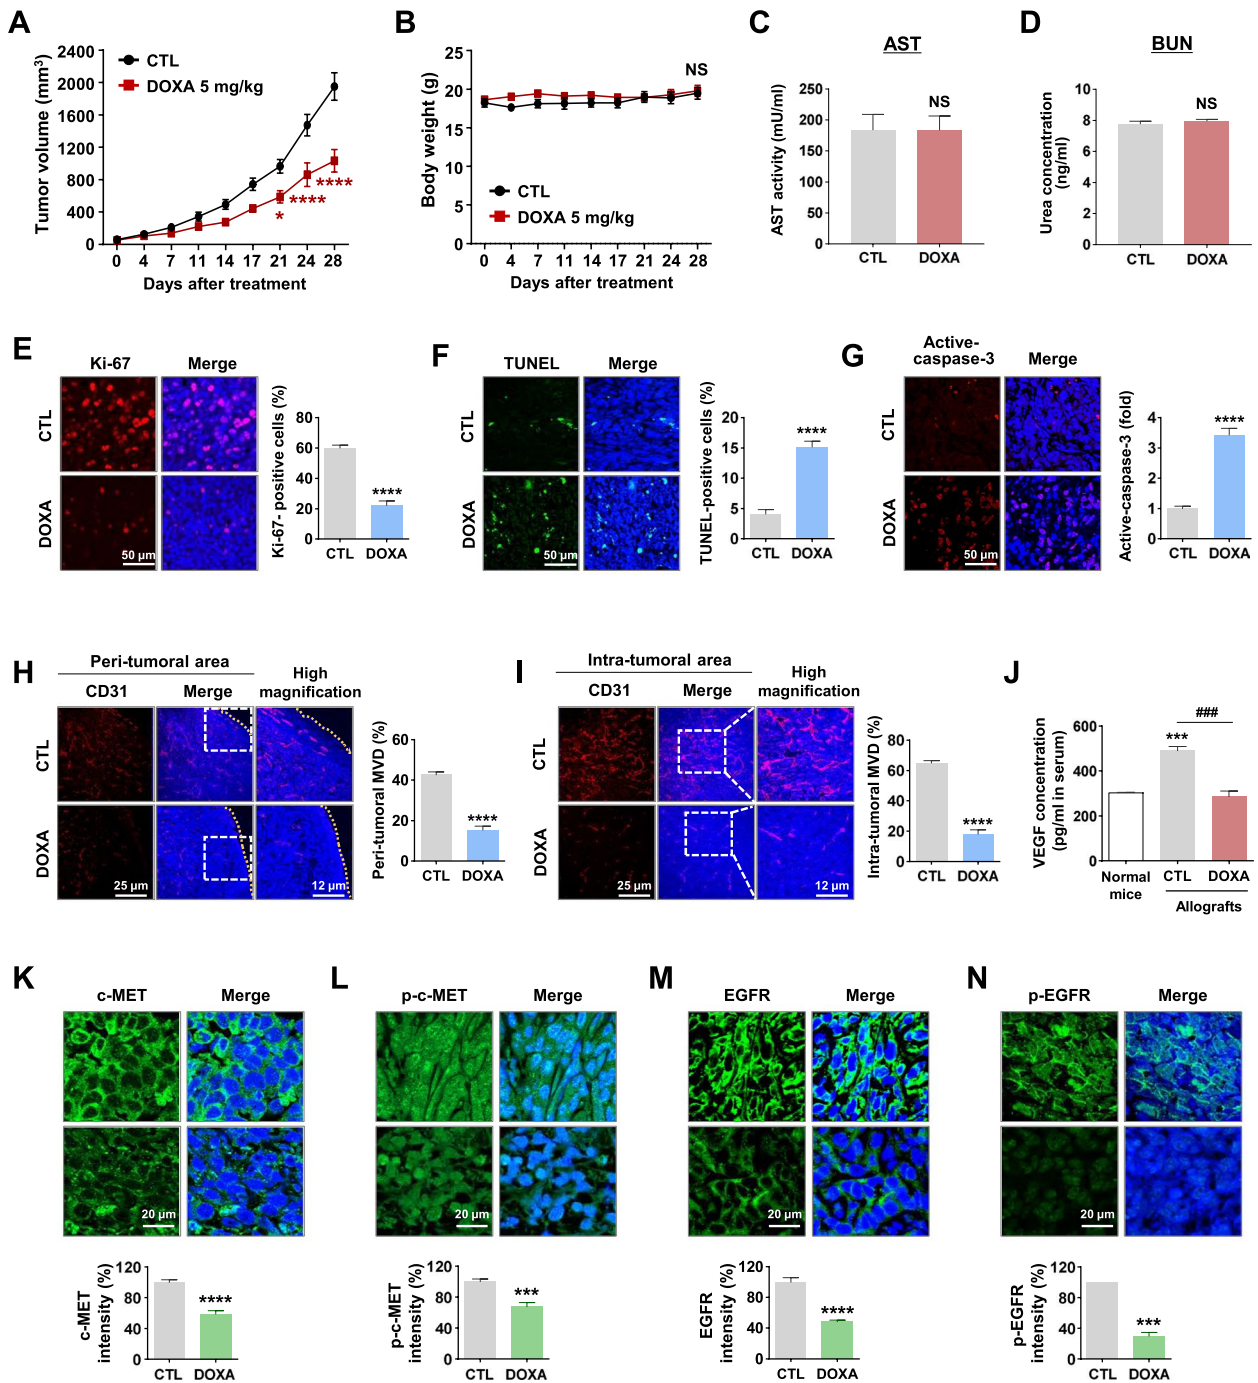 A
Tumor volume (mm³)
2400
2000
1600
1200
800
400
0
CTL
DOXA 5 mg/kg
*
****
****
0 4 7 11 14 17 21 24 28
Days after treatment
B
Body weight (g)
25
20
15
10
5
0
NS
CTL
DOXA 5 mg/kg
0 4 7 11 14 17 21 24 28
Days after treatment
C
AST
AST activity (mU/ml)
250
200
150
100
50
0
NS
CTL DOXA
D
BUN
Urea concentration
(ng/ml)
10
8
6
4
2
0
NS
CTL DOXA
E
Ki-67 Merge
CTL
DOXA
50 µm
Ki-67- positive cells (%)
80
60
40
20
0
****
CTL DOXA
F
TUNEL Merge
CTL
DOXA
50 µm
TUNEL-positive cells (%)
20
15
10
5
0
****
CTL DOXA
G
Active-
caspase-3 Merge
CTL
DOXA
50 µm
Active-caspase-3 (fold)
4
3
2
1
0
****
CTL DOXA
H
Peri-tumoral area
CD31 Merge
High
magnification
CTL
DOXA
25 µm
12 µm
Peri-tumoral MVD (%)
60
40
20
0
****
CTL DOXA
I
Intra-tumoral area
CD31 Merge
High
magnification
CTL
DOXA
25 µm
12 µm
Intra-tumoral MVD (%)
80
60
40
20
0
****
CTL DOXA
J
VEGF concentration
(pg/ml in serum)
600
400
200
0
***
###
Normal
mice
CTL DOXA
Allografts
K
c-MET Merge
20 µm
c-MET
intensity (%)
120
80
40
0
****
CTL DOXA
L
p-c-MET Merge
20 µm
p-c-MET
intensity (%)
120
80
40
0
***
CTL DOXA
M
EGFR Merge
20 µm
EGFR
intensity (%)
120
80
40
0
****
CTL DOXA
N
p-EGFR Merge
20 µm
p-EGFR
intensity (%)
120
80
40
0
***
CTL DOXA